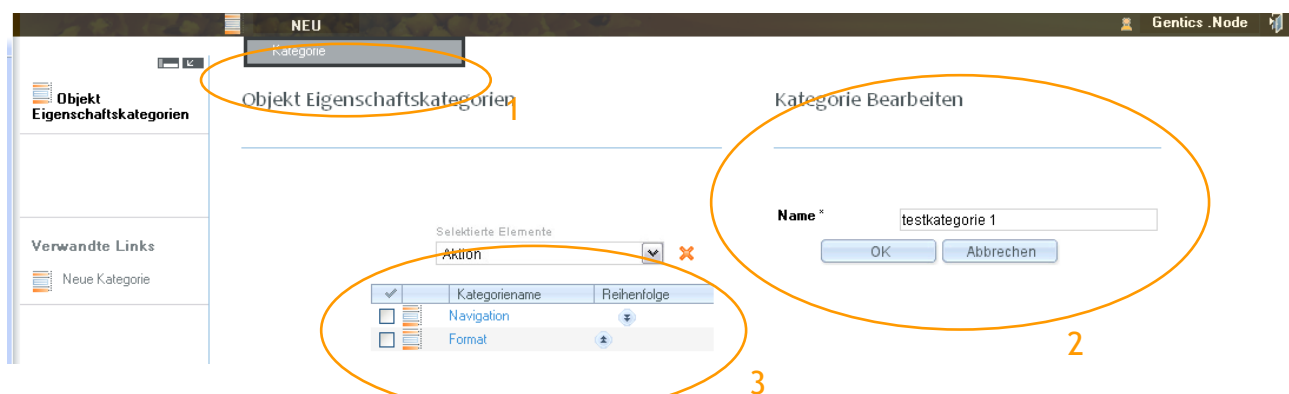 NEU
Gentics .Node
Kategorie
Objekt
Eigenschaftskategorien
Objekt Eigenschaftskategorien
1
Kategorie Bearbeiten
Name *
testkategorie 1
OK
Abbrechen
2
Selektierte Elemente
Aktion
Verwandte Links
Neue Kategorie
Kategoriename
Reihenfolge
Navigation
Format
3